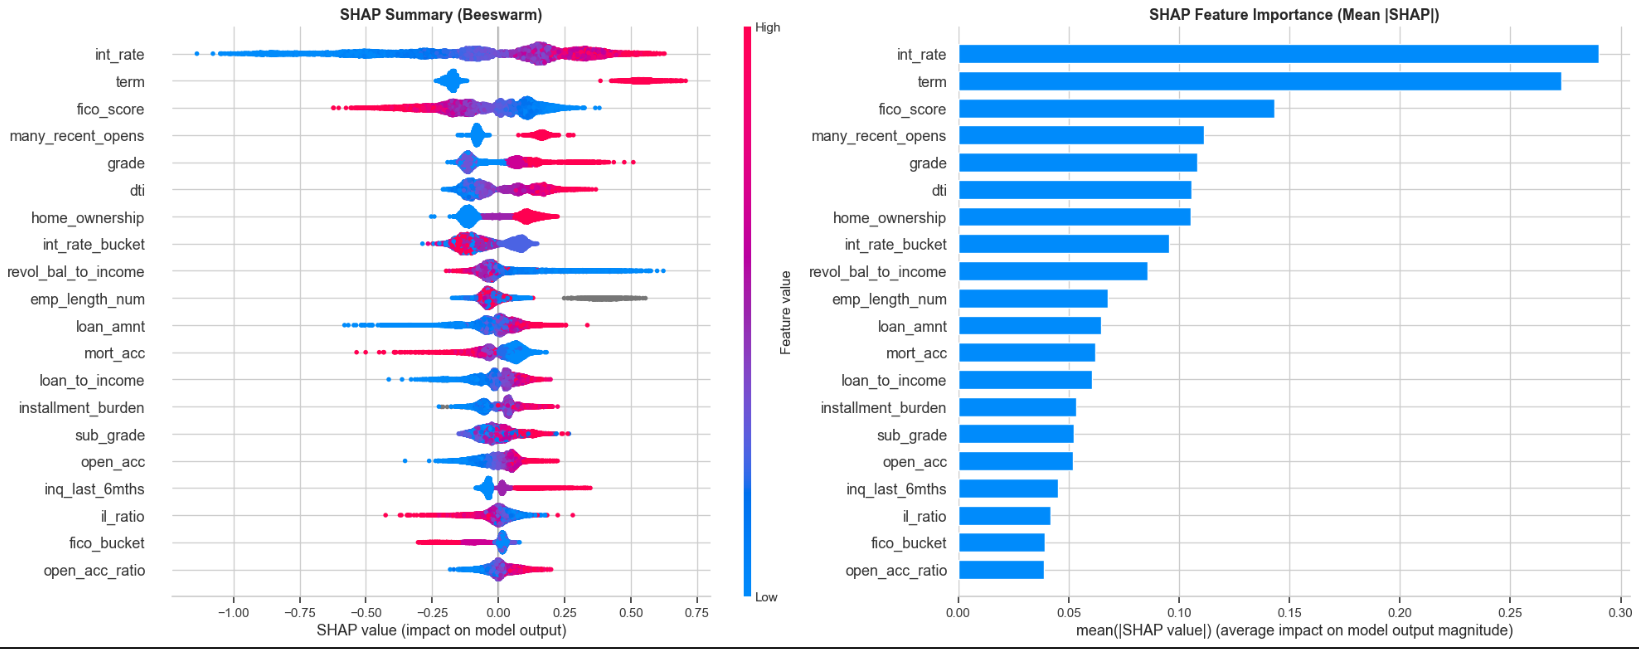 SHAP Summary (Beeswarm)
int_rate
term
fico_score
many_recent_opens
grade
dti
home_ownership
int_rate_bucket
revol_bal_to_income
emp_length_num
loan_amnt
mort_acc
loan_to_income
installment_burden
sub_grade
open_acc
inq_last_6mths
il_ratio
fico_bucket
open_acc_ratio
−1.00 −0.75 −0.50 −0.25 0.00 0.25 0.50 0.75
SHAP value (impact on model output)
High
Feature value
Low
SHAP Feature Importance (Mean |SHAP|)
int_rate
term
fico_score
many_recent_opens
grade
dti
home_ownership
int_rate_bucket
revol_bal_to_income
emp_length_num
loan_amnt
mort_acc
loan_to_income
installment_burden
sub_grade
open_acc
inq_last_6mths
il_ratio
fico_bucket
open_acc_ratio
0.00 0.05 0.10 0.15 0.20 0.25 0.30
mean(|SHAP value|) (average impact on model output magnitude)